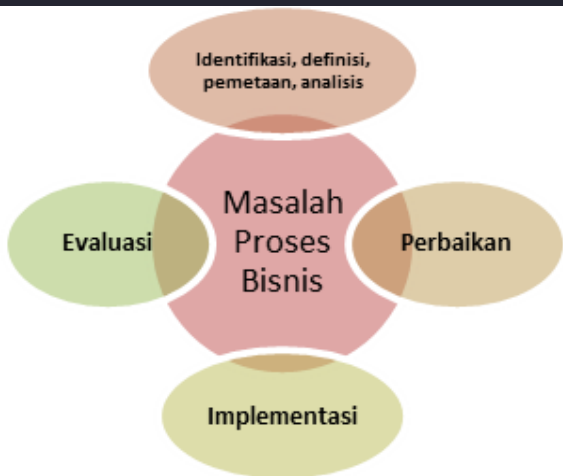 Identifikasi, definisi,
pemetaan, analisis
Masalah
Proses
Bisnis
Evaluasi
Perbaikan
Implementasi